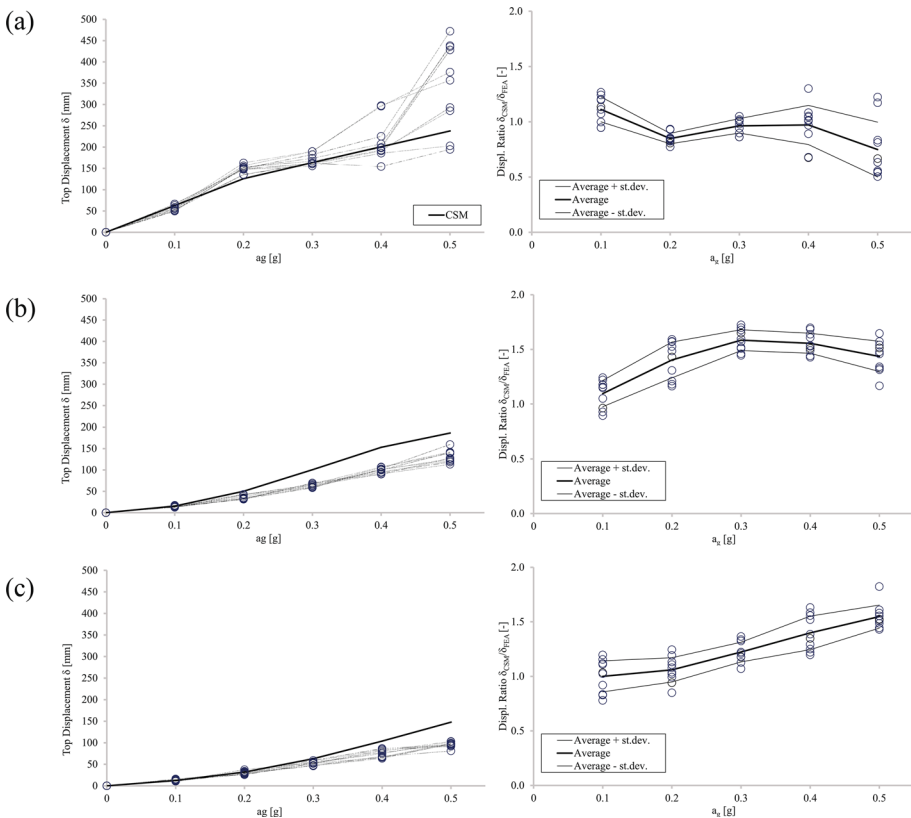 (a)
Top Displacement δ [mm]
500
450
400
350
300
250
200
150
100
50
0
0 0.1 0.2 0.3 0.4 0.5
ag [g]
CSM
Displ. Ratio δCSM/δFEA [-]
2.0
1.5
1.0
0.5
0.0
0 0.1 0.2 0.3 0.4 0.5
ag [g]
Average + st.dev.
Average
Average - st.dev.
(b)
Top Displacement δ [mm]
500
450
400
350
300
250
200
150
100
50
0
0 0.1 0.2 0.3 0.4 0.5
ag [g]
Displ. Ratio δCSM/δFEA [-]
2.0
1.5
1.0
0.5
0.0
0 0.1 0.2 0.3 0.4 0.5
ag [g]
Average + st.dev.
Average
Average - st.dev.
(c)
Top Displacement δ [mm]
500
450
400
350
300
250
200
150
100
50
0
0 0.1 0.2 0.3 0.4 0.5
ag [g]
Displ. Ratio δCSM/δFEA [-]
2.0
1.5
1.0
0.5
0.0
0 0.1 0.2 0.3 0.4 0.5
ag [g]
Average + st.dev.
Average
Average - st.dev.